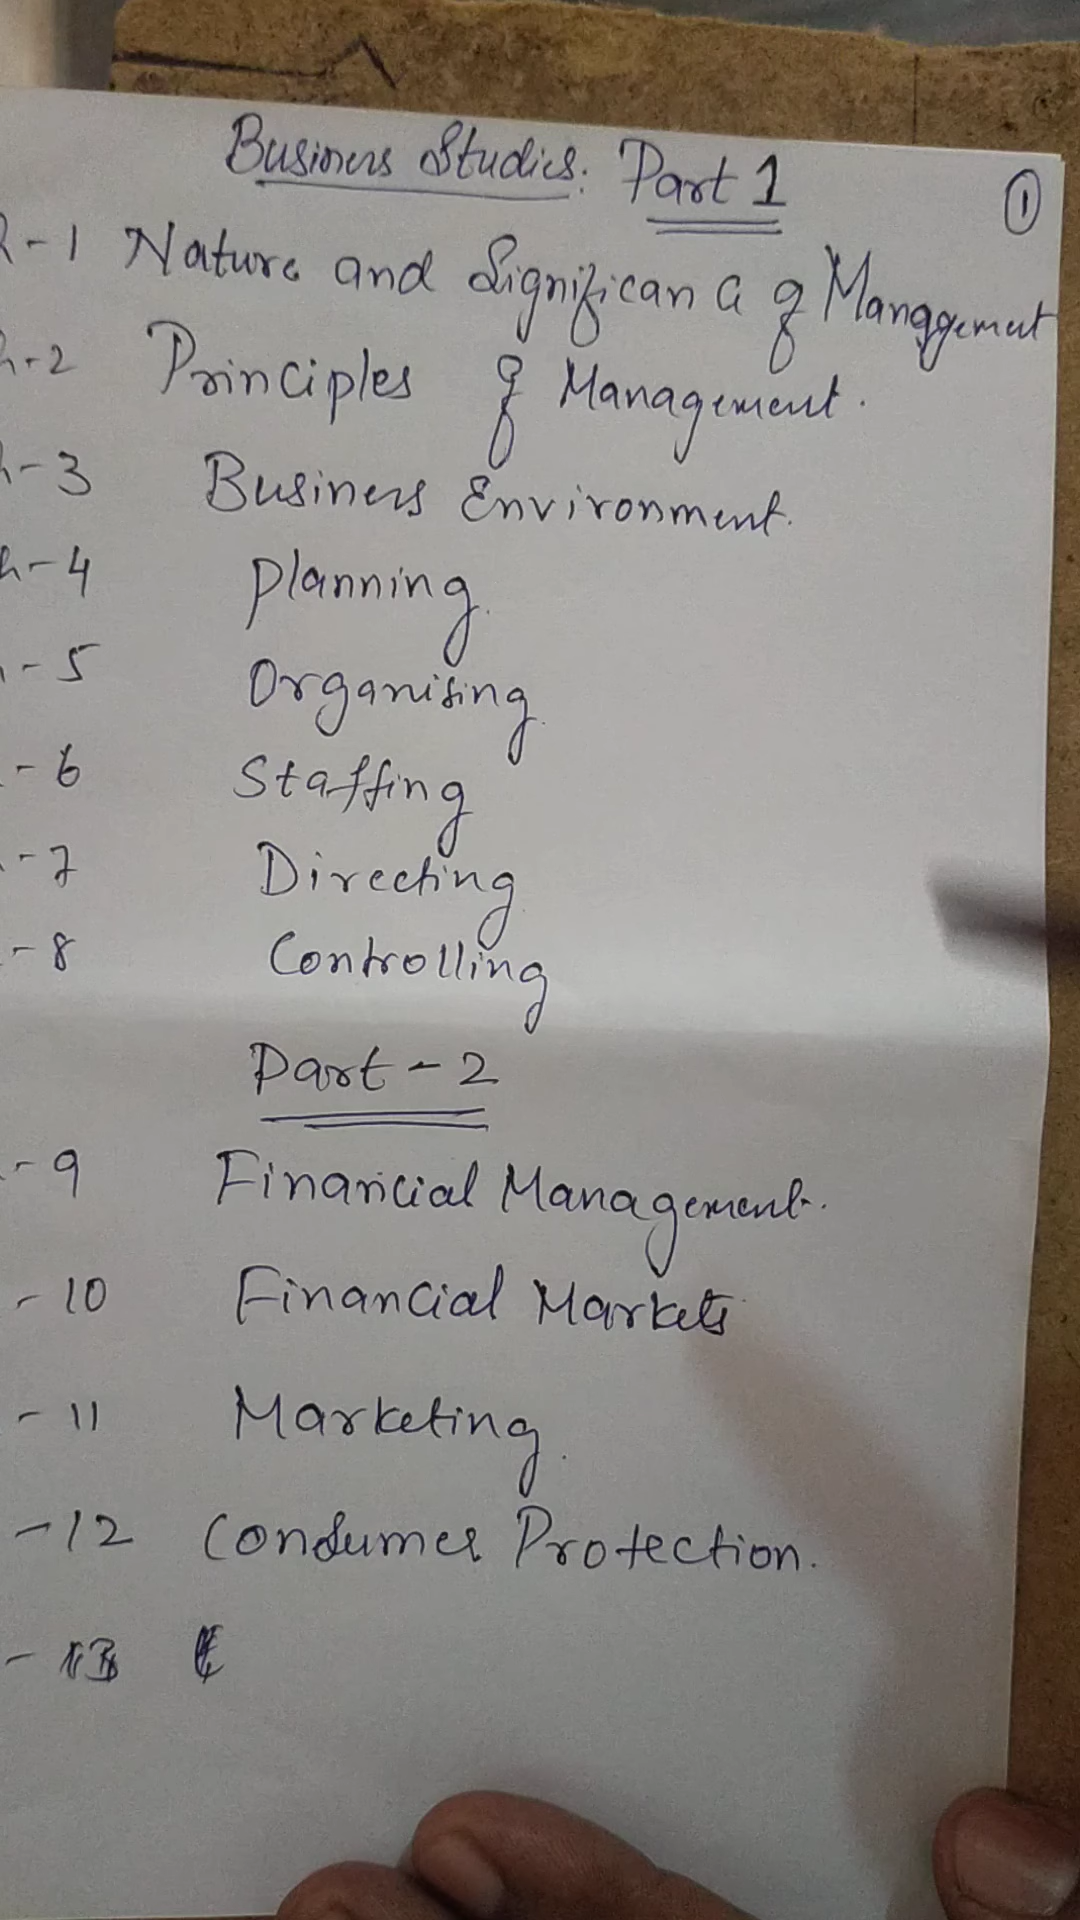 Business Studies: Part 1
1
h-1 Nature and Significance of Management
h-2 Principles of Management.
h-3 Business Environment.
h-4 Planning.
-5 Organising
-6 Staffing
-7 Directing
-8 Controlling
Part-2
-9 Financial Management.
-10 Financial Markets
-11 Marketing
-12 Consumer Protection.
-13